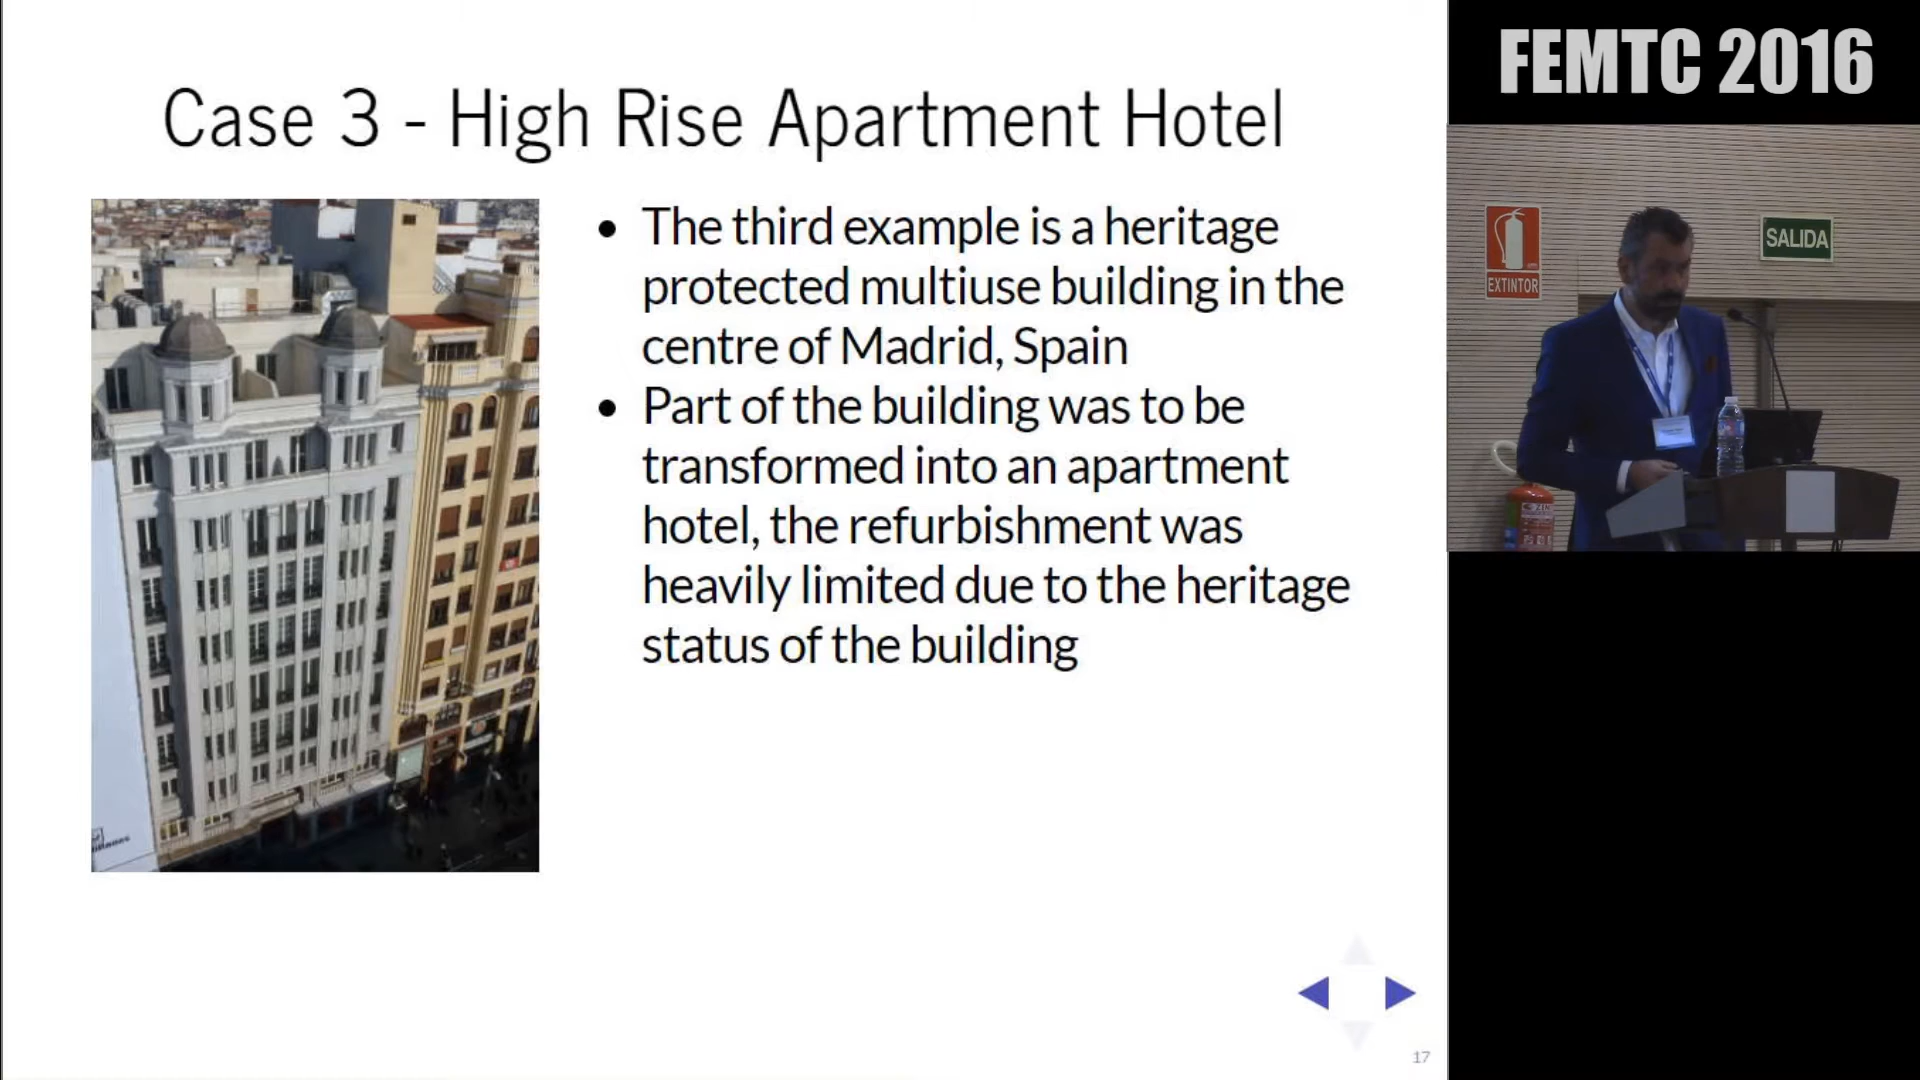 FEMTC 2016
Case 3 - High Rise Apartment Hotel
• The third example is a heritage
protected multiuse building in the
centre of Madrid, Spain
• Part of the building was to be
transformed into an apartment
hotel, the refurbishment was
heavily limited due to the heritage
status of the building
EXTINTOR
SALIDA
17